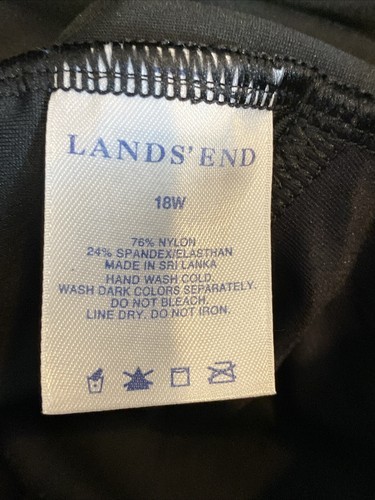 LANDS' END
18W
76% NYLON
24% SPANDEX/ELASTHAN
MADE IN SRI LANKA
HAND WASH COLD.
WASH DARK COLORS SEPARATELY.
DO NOT BLEACH.
LINE DRY. DO NOT IRON.